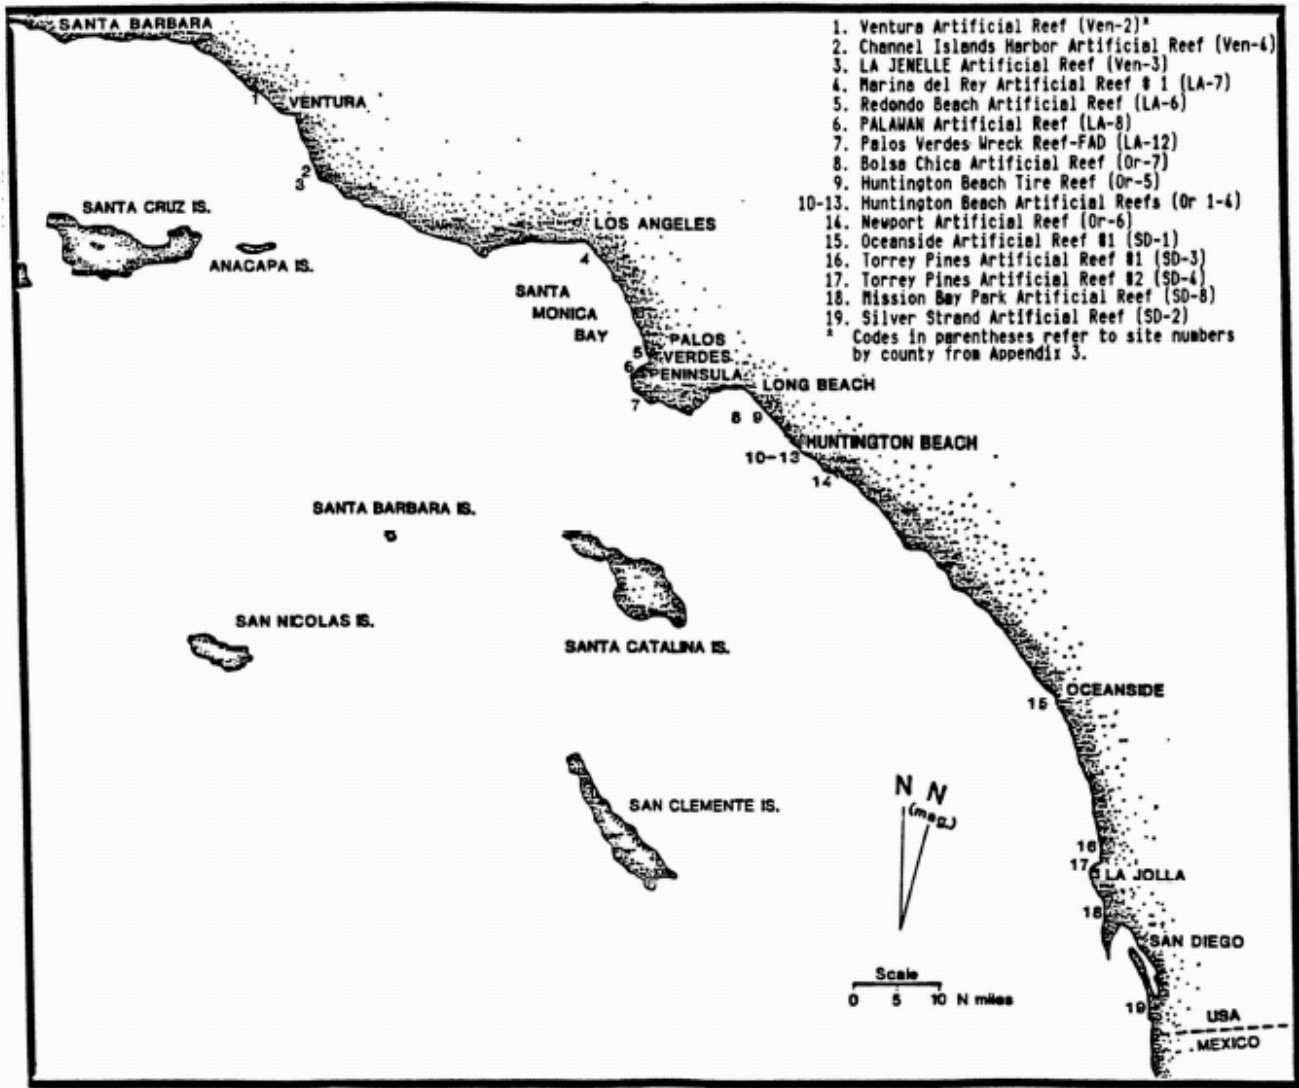 SANTA BARBARA
1. Ventura Artificial Reef (Ven-2)*
2. Channel Islands Harbor Artificial Reef (Ven-4)
3. LA JENELLE Artificial Reef (Ven-3)
4. Marina del Rey Artificial Reef # 1 (LA-7)
5. Redondo Beach Artificial Reef (LA-6)
6. PALAWAN Artificial Reef (LA-8)
7. Palos Verdes Wreck Reef-FAD (LA-12)
8. Bolsa Chica Artificial Reef (Or-7)
9. Huntington Beach Tire Reef (Or-5)
10-13. Huntington Beach Artificial Reefs (Or 1-4)
14. Newport Artificial Reef (Or-6)
15. Oceanside Artificial Reef #1 (SD-1)
16. Torrey Pines Artificial Reef #1 (SD-3)
17. Torrey Pines Artificial Reef #2 (SD-4)
18. Mission Bay Park Artificial Reef (SD-8)
19. Silver Strand Artificial Reef (SD-2)
* Codes in parentheses refer to site numbers
by county from Appendix 3.
1
VENTURA
2
3
SANTA CRUZ IS.
ANACAPA IS.
LOS ANGELES
4
SANTA
MONICA
BAY
5
PALOS
VERDES
6
PENINSULA
7
LONG BEACH
8 9
HUNTINGTON BEACH
10-13
14
SANTA BARBARA IS.
SAN NICOLAS IS.
SANTA CATALINA IS.
OCEANSIDE
15
SAN CLEMENTE IS.
N N
(mag.)
16
17
LA JOLLA
18
SAN DIEGO
Scale
0 5 10 N miles
19
USA
MEXICO